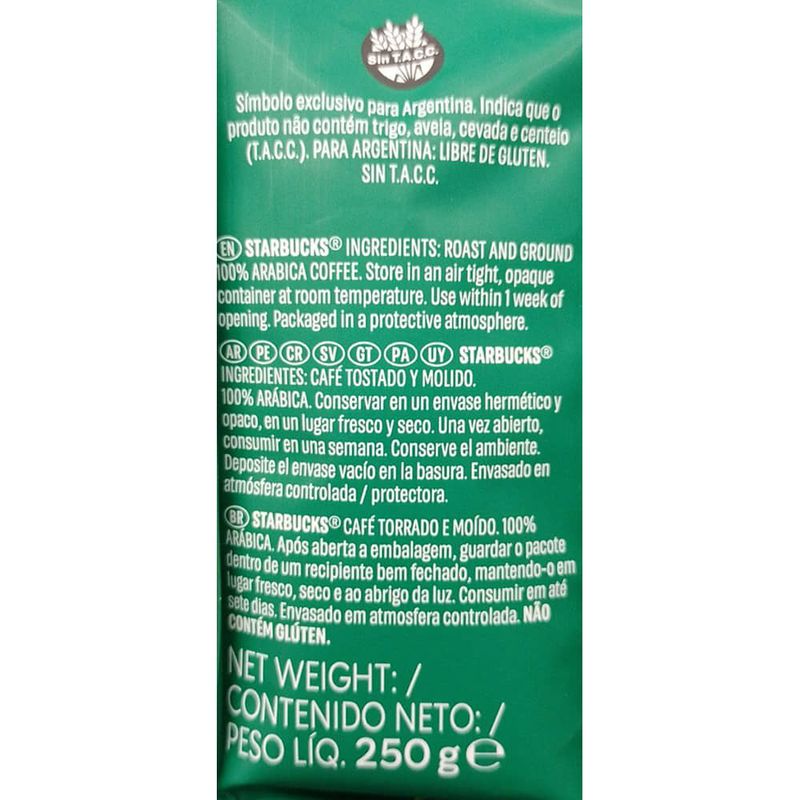 Sin T.A.C.C.
Símbolo exclusivo para Argentina. Indica que o
produto não contém trigo, aveia, cevada e centeio
(T.A.C.C.). PARA ARGENTINA: LIBRE DE GLUTEN.
SIN T.A.C.C.
EN STARBUCKS® INGREDIENTS: ROAST AND GROUND
100% ARABICA COFFEE. Store in an air tight, opaque
container at room temperature. Use within 1 week of
opening. Packaged in a protective atmosphere.
AR PE CR SV GT PA UY STARBUCKS®
INGREDIENTES: CAFÉ TOSTADO Y MOLIDO.
100% ARÁBICA. Conservar en un envase hermético y
opaco, en un lugar fresco y seco. Una vez abierto,
consumir en una semana. Conserve el ambiente.
Deposite el envase vacío en la basura. Envasado en
atmósfera controlada / protectora.
BR STARBUCKS® CAFÉ TORRADO E MOÍDO. 100%
ARÁBICA. Após aberta a embalagem, guardar o pacote
dentro de um recipiente bem fechado, mantendo-o em
lugar fresco, seco e ao abrigo da luz. Consumir em até
sete dias. Envasado em atmosfera controlada. NÃO
CONTÉM GLÚTEN.
NET WEIGHT: /
CONTENIDO NETO: /
PESO LÍQ. 250 g ℮